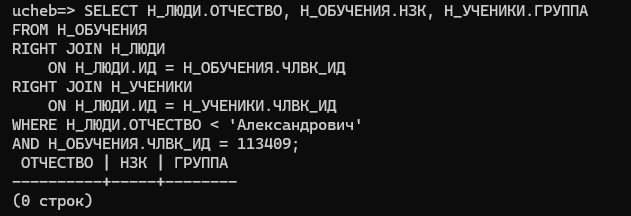 ucheb=> SELECT Н_ЛЮДИ.ОТЧЕСТВО, Н_ОБУЧЕНИЯ.НЗК, Н_УЧЕНИКИ.ГРУППА
FROM Н_ОБУЧЕНИЯ
RIGHT JOIN Н_ЛЮДИ
    ON Н_ЛЮДИ.ИД = Н_ОБУЧЕНИЯ.ЧЛВК_ИД
RIGHT JOIN Н_УЧЕНИКИ
    ON Н_ЛЮДИ.ИД = Н_УЧЕНИКИ.ЧЛВК_ИД
WHERE Н_ЛЮДИ.ОТЧЕСТВО < 'Александрович'
AND Н_ОБУЧЕНИЯ.ЧЛВК_ИД = 113409;
 ОТЧЕСТВО | НЗК | ГРУППА
----------+-----+--------
(0 строк)